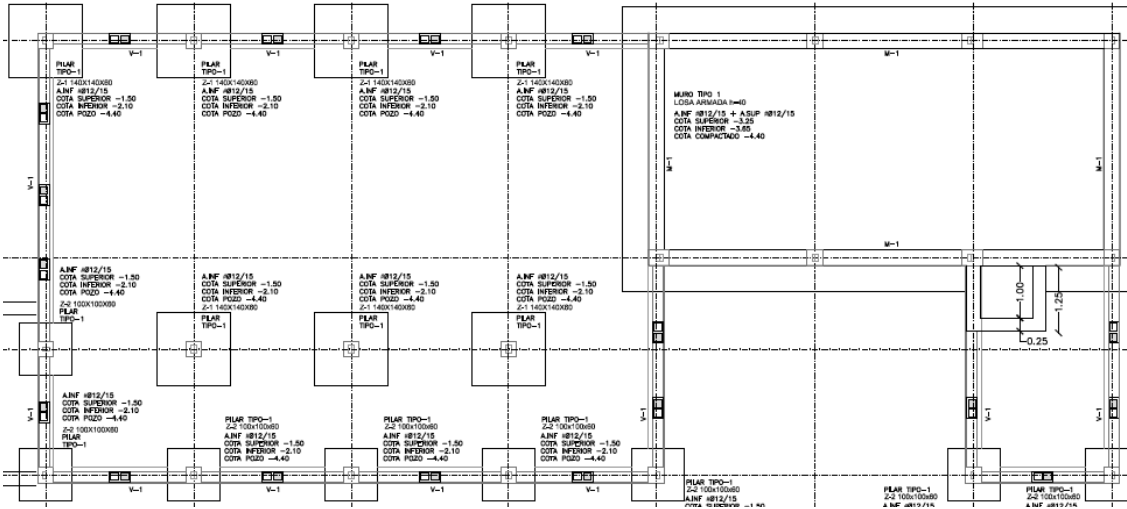 V-1
V-1
V-1
V-1
M-1
PILAR
TIPO-1
Z-1 140X140X60
A.INF #Ø12/15
COTA SUPERIOR -1.50
COTA INFERIOR -2.10
COTA POZO -4.40
PILAR
TIPO-1
Z-1 140X140X60
A.INF #Ø12/15
COTA SUPERIOR -1.50
COTA INFERIOR -2.10
COTA POZO -4.40
PILAR
TIPO-1
Z-1 140X140X60
A.INF #Ø12/15
COTA SUPERIOR -1.50
COTA INFERIOR -2.10
COTA POZO -4.40
PILAR
TIPO-1
Z-1 140X140X60
A.INF #Ø12/15
COTA SUPERIOR -1.50
COTA INFERIOR -2.10
COTA POZO -4.40
MURO TIPO 1
LOSA ARMADA h=40
A.INF #Ø12/15 + A.SUP #Ø12/15
COTA SUPERIOR -3.25
COTA INFERIOR -3.65
COTA COMPACTADO -4.40
V-1
M-1
M-1
M-1
A.INF #Ø12/15
COTA SUPERIOR -1.50
COTA INFERIOR -2.10
COTA POZO -4.40
Z-2 100X100X60
PILAR
TIPO-1
A.INF #Ø12/15
COTA SUPERIOR -1.50
COTA INFERIOR -2.10
COTA POZO -4.40
Z-1 140X140X60
PILAR
TIPO-1
A.INF #Ø12/15
COTA SUPERIOR -1.50
COTA INFERIOR -2.10
COTA POZO -4.40
Z-1 140X140X60
PILAR
TIPO-1
A.INF #Ø12/15
COTA SUPERIOR -1.50
COTA INFERIOR -2.10
COTA POZO -4.40
Z-1 140X140X60
PILAR
TIPO-1
1.00
1.25
0.25
V-1
A.INF #Ø12/15
COTA SUPERIOR -1.50
COTA INFERIOR -2.10
COTA POZO -4.40
Z-2 100X100X60
PILAR
TIPO-1
PILAR TIPO-1
Z-2 100x100x60
A.INF #Ø12/15
COTA SUPERIOR -1.50
COTA INFERIOR -2.10
COTA POZO -4.40
PILAR TIPO-1
Z-2 100x100x60
A.INF #Ø12/15
COTA SUPERIOR -1.50
COTA INFERIOR -2.10
COTA POZO -4.40
PILAR TIPO-1
Z-2 100x100x60
A.INF #Ø12/15
COTA SUPERIOR -1.50
COTA INFERIOR -2.10
COTA POZO -4.40
V-1
V-1
V-1
V-1
V-1
V-1
V-1
V-1
PILAR TIPO-1
Z-2 100x100x60
A.INF #Ø12/15
COTA SUPERIOR -1.50
PILAR TIPO-1
Z-2 100x100x60
A.INF #Ø12/15
PILAR TIPO-1
Z-2 100x100x60
A.INF #Ø12/15